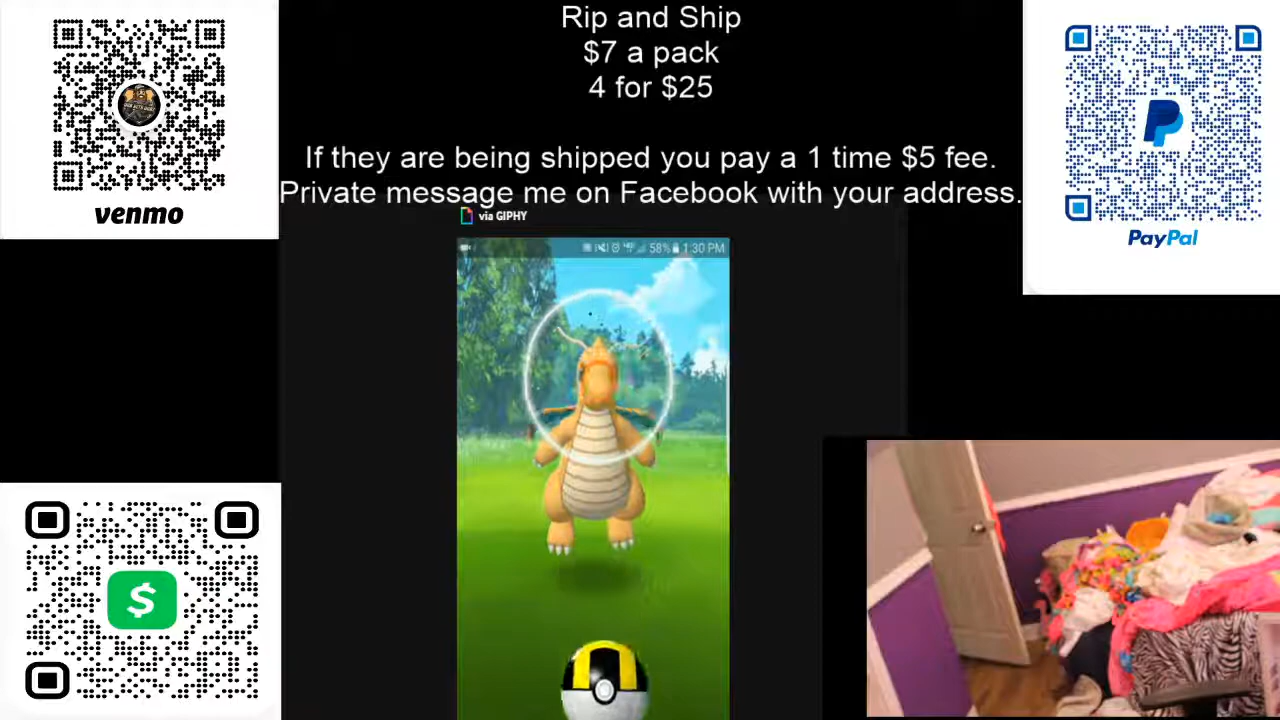 Rip and Ship
$7 a pack
4 for $25
If they are being shipped you pay a 1 time $5 fee.
Private message me on Facebook with your address.
venmo
PayPal
via GIPHY
58% 1:30 PM
$